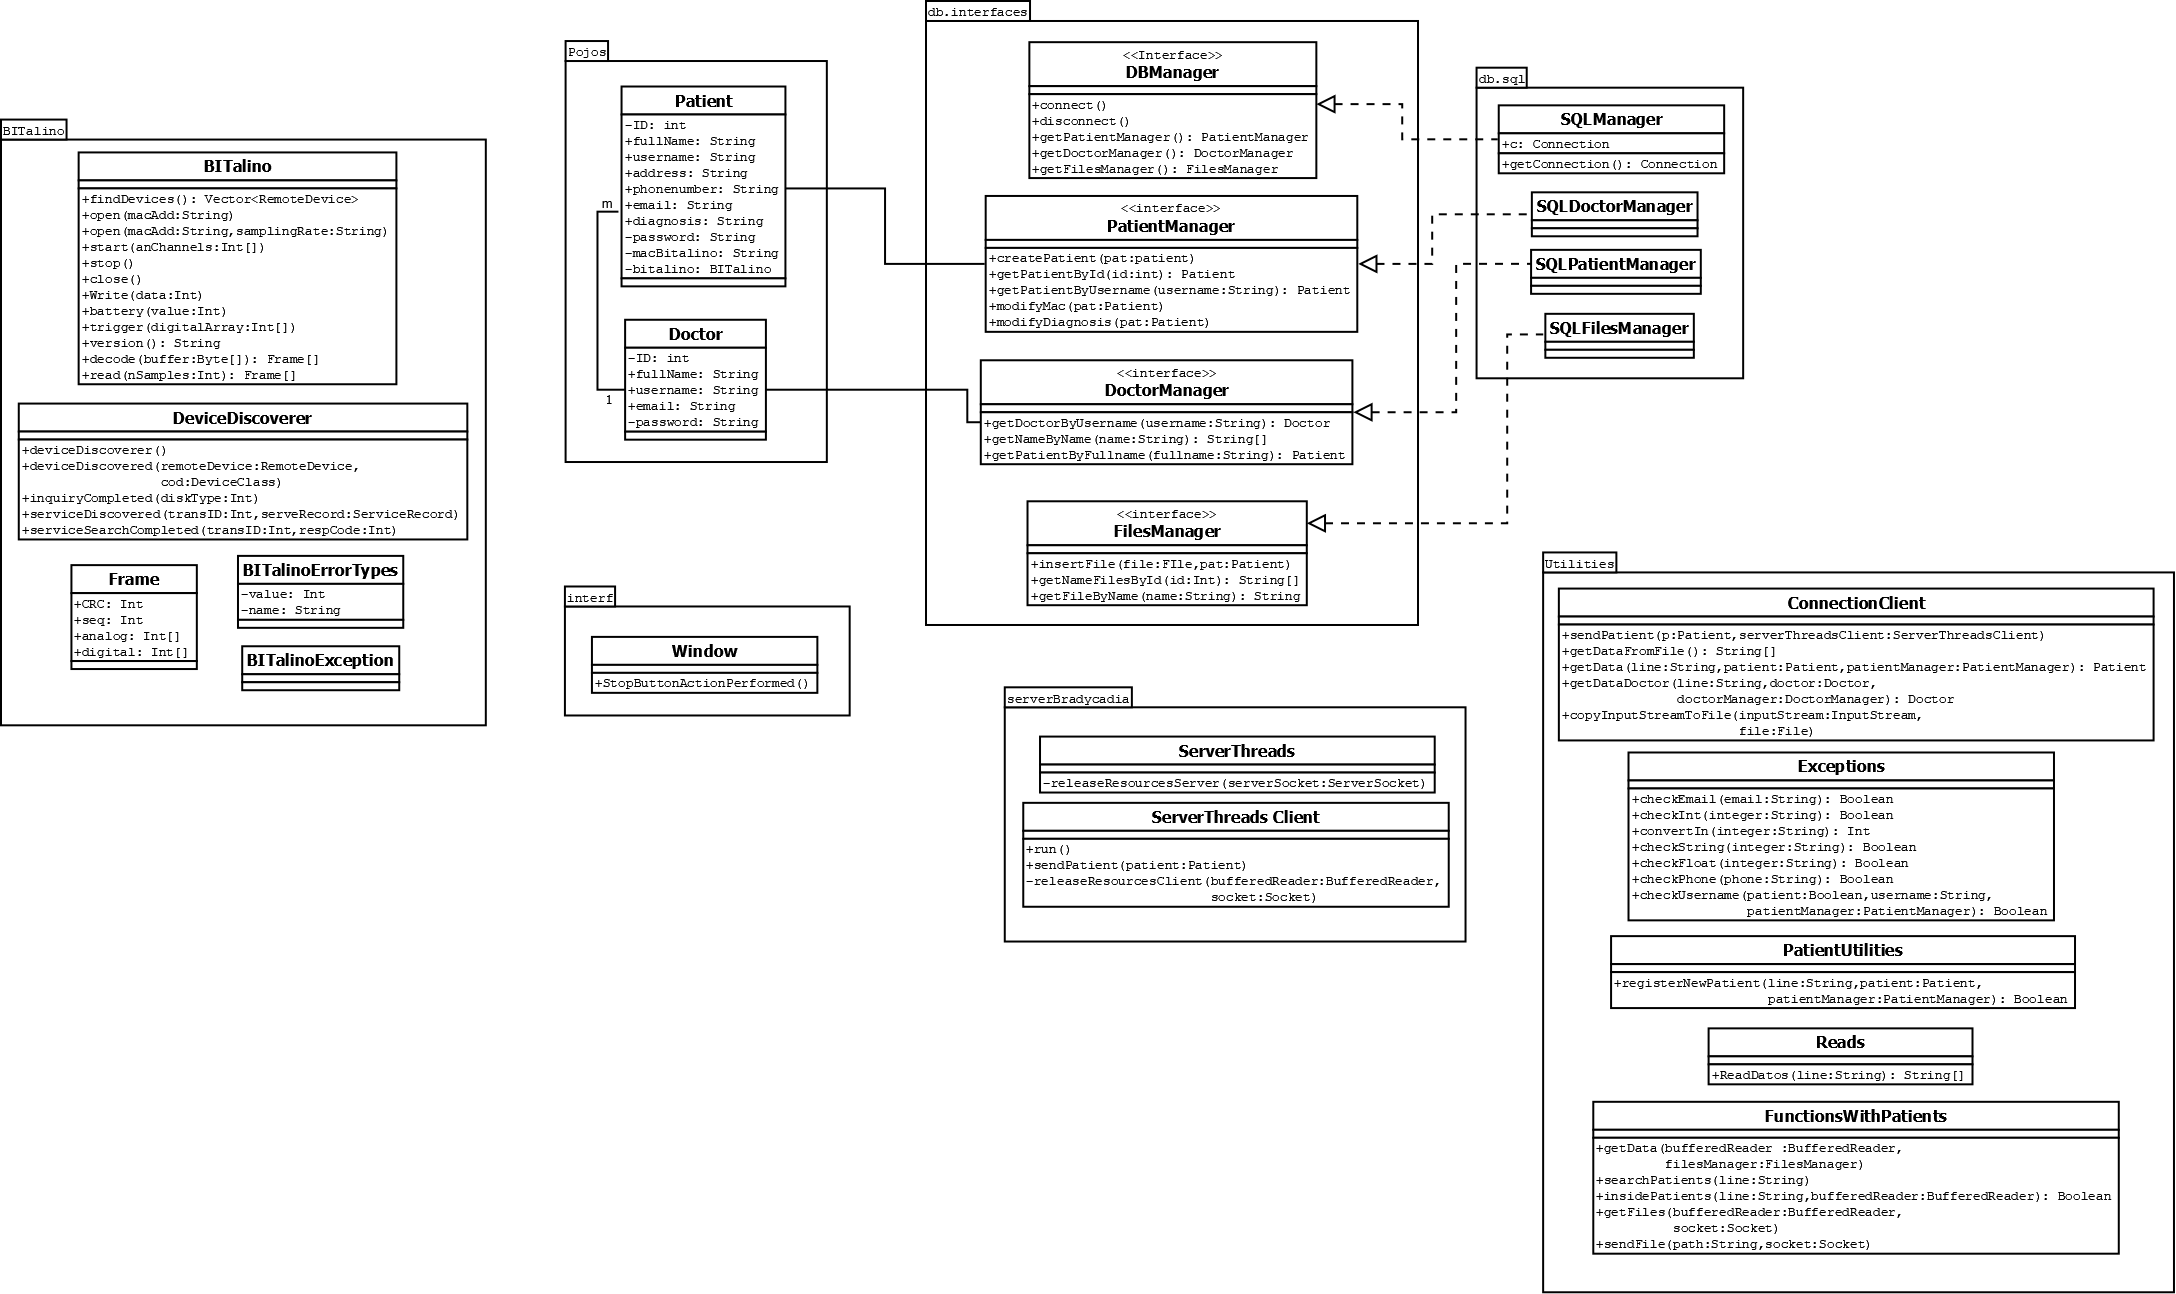 BITalino
BITalino
+findDevices(): Vector<RemoteDevice>
+open(macAdd:String)
+open(macAdd:String,samplingRate:String)
+start(anChannels:Int[])
+stop()
+close()
+Write(data:Int)
+battery(value:Int)
+trigger(digitalArray:Int[])
+version(): String
+decode(buffer:Byte[]): Frame[]
+read(nSamples:Int): Frame[]
DeviceDiscoverer
+deviceDiscoverer()
+deviceDiscovered(remoteDevice:RemoteDevice,
cod:DeviceClass)
+inquiryCompleted(diskType:Int)
+serviceDiscovered(transID:Int,serveRecord:ServiceRecord)
+serviceSearchCompleted(transID:Int,respCode:Int)
Frame
+CRC: Int
+seq: Int
+analog: Int[]
+digital: Int[]
BITalinoErrorTypes
-value: Int
-name: String
BITalinoException
Pojos
Patient
-ID: int
+fullName: String
+username: String
+address: String
+phonenumber: String
+email: String
+diagnosis: String
-password: String
-macBitalino: String
-bitalino: BITalino
m
1
Doctor
-ID: int
+fullName: String
+username: String
+email: String
-password: String
interf
Window
+StopButtonActionPerformed()
db.interfaces
<<Interface>>
DBManager
+connect()
+disconnect()
+getPatientManager(): PatientManager
+getDoctorManager(): DoctorManager
+getFilesManager(): FilesManager
<<interface>>
PatientManager
+createPatient(pat:patient)
+getPatientById(id:int): Patient
+getPatientByUsername(username:String): Patient
+modifyMac(pat:Patient)
+modifyDiagnosis(pat:Patient)
<<interface>>
DoctorManager
+getDoctorByUsername(username:String): Doctor
+getNameByName(name:String): String[]
+getPatientByFullname(fullname:String): Patient
<<interface>>
FilesManager
+insertFile(file:FIle,pat:Patient)
+getNameFilesById(id:Int): String[]
+getFileByName(name:String): String
db.sql
SQLManager
+c: Connection
+getConnection(): Connection
SQLDoctorManager
SQLPatientManager
SQLFilesManager
serverBradycadia
ServerThreads
-releaseResourcesServer(serverSocket:ServerSocket)
ServerThreads Client
+run()
+sendPatient(patient:Patient)
-releaseResourcesClient(bufferedReader:BufferedReader,
socket:Socket)
Utilities
ConnectionClient
+sendPatient(p:Patient,serverThreadsClient:ServerThreadsClient)
+getDataFromFile(): String[]
+getData(line:String,patient:Patient,patientManager:PatientManager): Patient
+getDataDoctor(line:String,doctor:Doctor,
doctorManager:DoctorManager): Doctor
+copyInputStreamToFile(inputStream:InputStream,
file:File)
Exceptions
+checkEmail(email:String): Boolean
+checkInt(integer:String): Boolean
+convertIn(integer:String): Int
+checkString(integer:String): Boolean
+checkFloat(integer:String): Boolean
+checkPhone(phone:String): Boolean
+checkUsername(patient:Boolean,username:String,
patientManager:PatientManager): Boolean
PatientUtilities
+registerNewPatient(line:String,patient:Patient,
patientManager:PatientManager): Boolean
Reads
+ReadDatos(line:String): String[]
FunctionsWithPatients
+getData(bufferedReader :BufferedReader,
filesManager:FilesManager)
+searchPatients(line:String)
+insidePatients(line:String,bufferedReader:BufferedReader): Boolean
+getFiles(bufferedReader:BufferedReader,
socket:Socket)
+sendFile(path:String,socket:Socket)